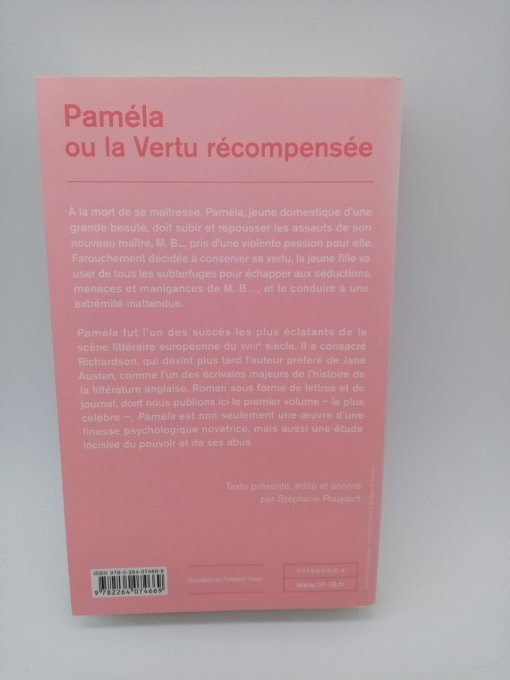 Paméla
ou la Vertu récompensée
À la mort de sa maîtresse, Paméla, jeune domestique d'une
grande beauté, doit subir et repousser les assauts de son
nouveau maître, M. B..., pris d'une violente passion pour elle.
Farouchement décidée à conserver sa vertu, la jeune fille va
user de tous les subterfuges pour échapper aux séductions,
menaces et manigances de M. B..., et le conduire à une
extrémité inattendue.
Paméla fut l'un des succès les plus éclatants de la
scène littéraire européenne du XVIIIe siècle. Il a consacré
Richardson, qui devint plus tard l'auteur préféré de Jane
Austen, comme l'un des écrivains majeurs de l'histoire de
la littérature anglaise. Roman sous forme de lettres et de
journal, dont nous publions ici le premier volume – le plus
célèbre –, Paméla est non seulement une œuvre d'une
finesse psychologique novatrice, mais aussi une étude
incisive du pouvoir et de ses abus.
Texte présenté, édité et annoté
par Stéphane Pouyaud
ISBN 978-2-264-07466-9
9 782264 074669
Couverture : Frédéric
CATÉGORIE 8
www.10-18.fr